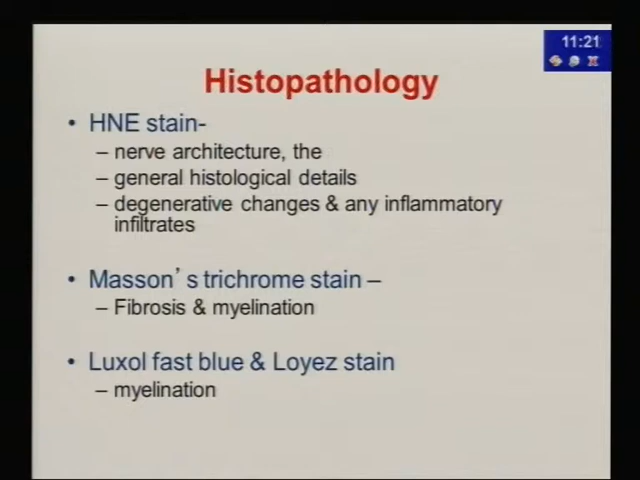 11:21
Histopathology
• HNE stain-
– nerve architecture, the
– general histological details
– degenerative changes & any inflammatory
infiltrates
• Masson's trichrome stain –
– Fibrosis & myelination
• Luxol fast blue & Loyez stain
– myelination